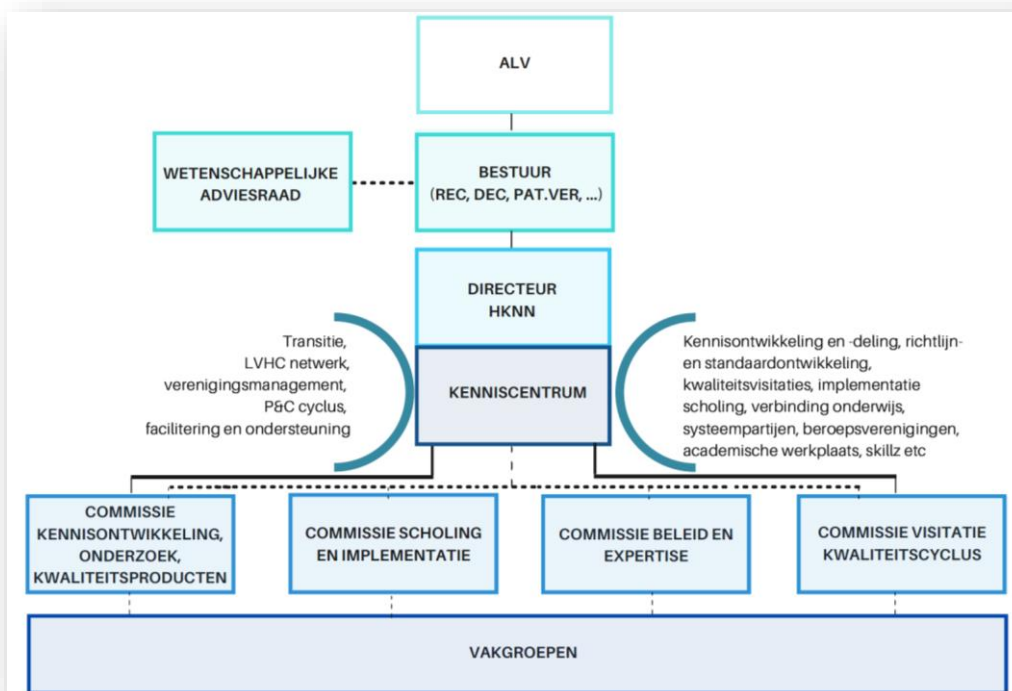 ALV
WETENSCHAPPELIJKE
ADVIESRAAD
BESTUUR
(REC, DEC, PAT.VER, ...)
DIRECTEUR
HKNN
Transitie,
LVHC netwerk,
verenigingsmanagement,
P&C cyclus,
facilitering en ondersteuning
KENNISCENTRUM
Kennisontwikkeling en -deling, richtlijn-
en standaardontwikkeling,
kwaliteitsvisitaties, implementatie
scholing, verbinding onderwijs,
systeempartijen, beroepsverenigingen,
academische werkplaats, skillz etc
COMMISSIE
KENNISONTWIKKELING,
ONDERZOEK,
KWALITEITSPRODUCTEN
COMMISSIE SCHOLING
EN IMPLEMENTATIE
COMMISSIE BELEID EN
EXPERTISE
COMMISSIE VISITATIE
KWALITEITSCYCLUS
VAKGROEPEN